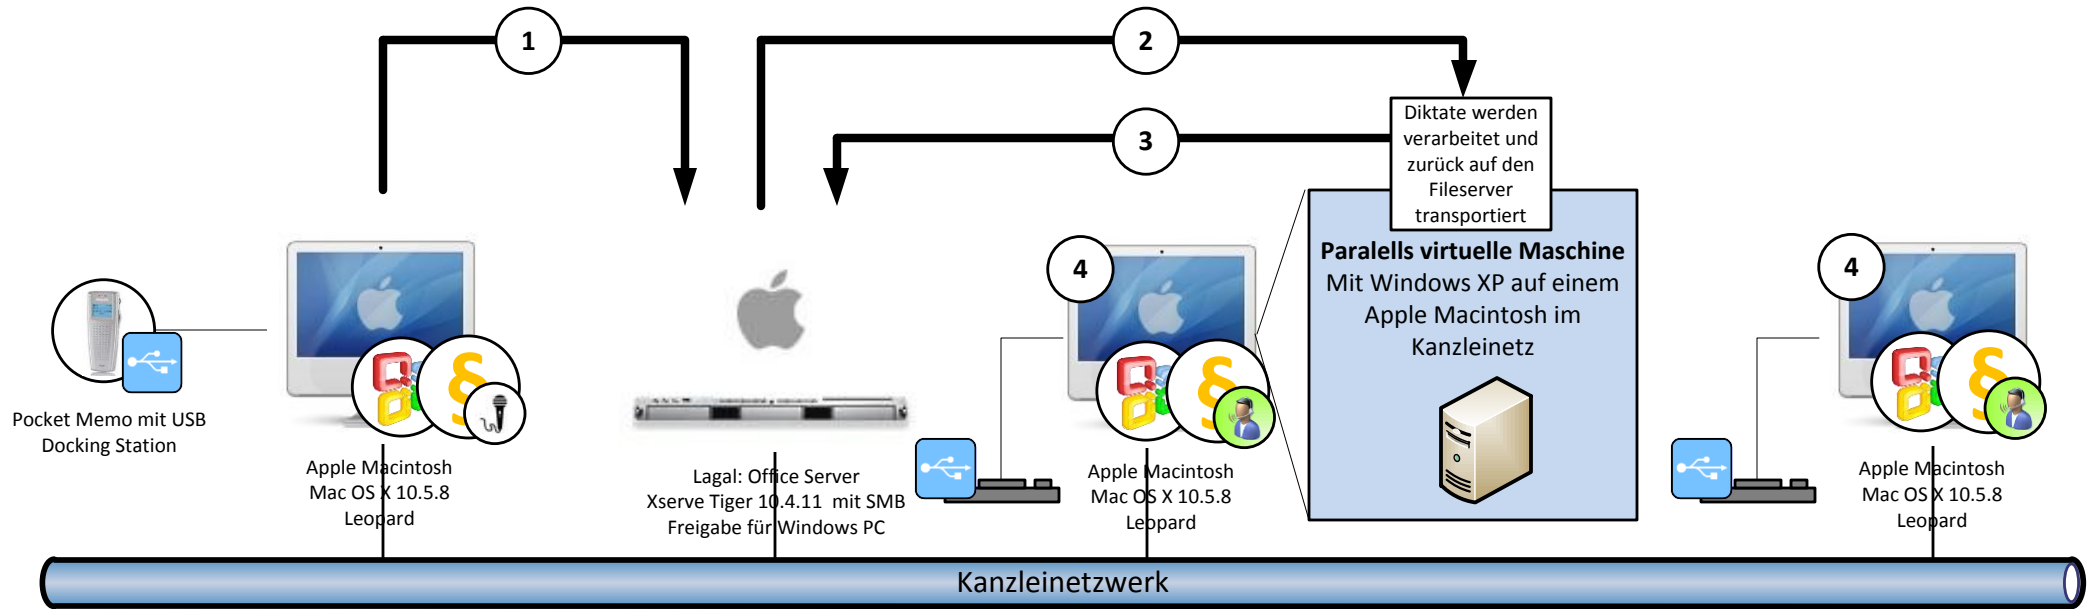 1
2
3
Diktate werden
verarbeitet und
zurück auf den
Fileserver
transportiert
4
Paralells virtuelle Maschine
Mit Windows XP auf einem
Apple Macintosh im
Kanzleinetz
4
Pocket Memo mit USB
Docking Station
Apple Macintosh
Mac OS X 10.5.8
Leopard
Lagal: Office Server
Xserve Tiger 10.4.11 mit SMB
Freigabe für Windows PC
Apple Macintosh
Mac OS X 10.5.8
Leopard
Apple Macintosh
Mac OS X 10.5.8
Leopard
Kanzleinetzwerk